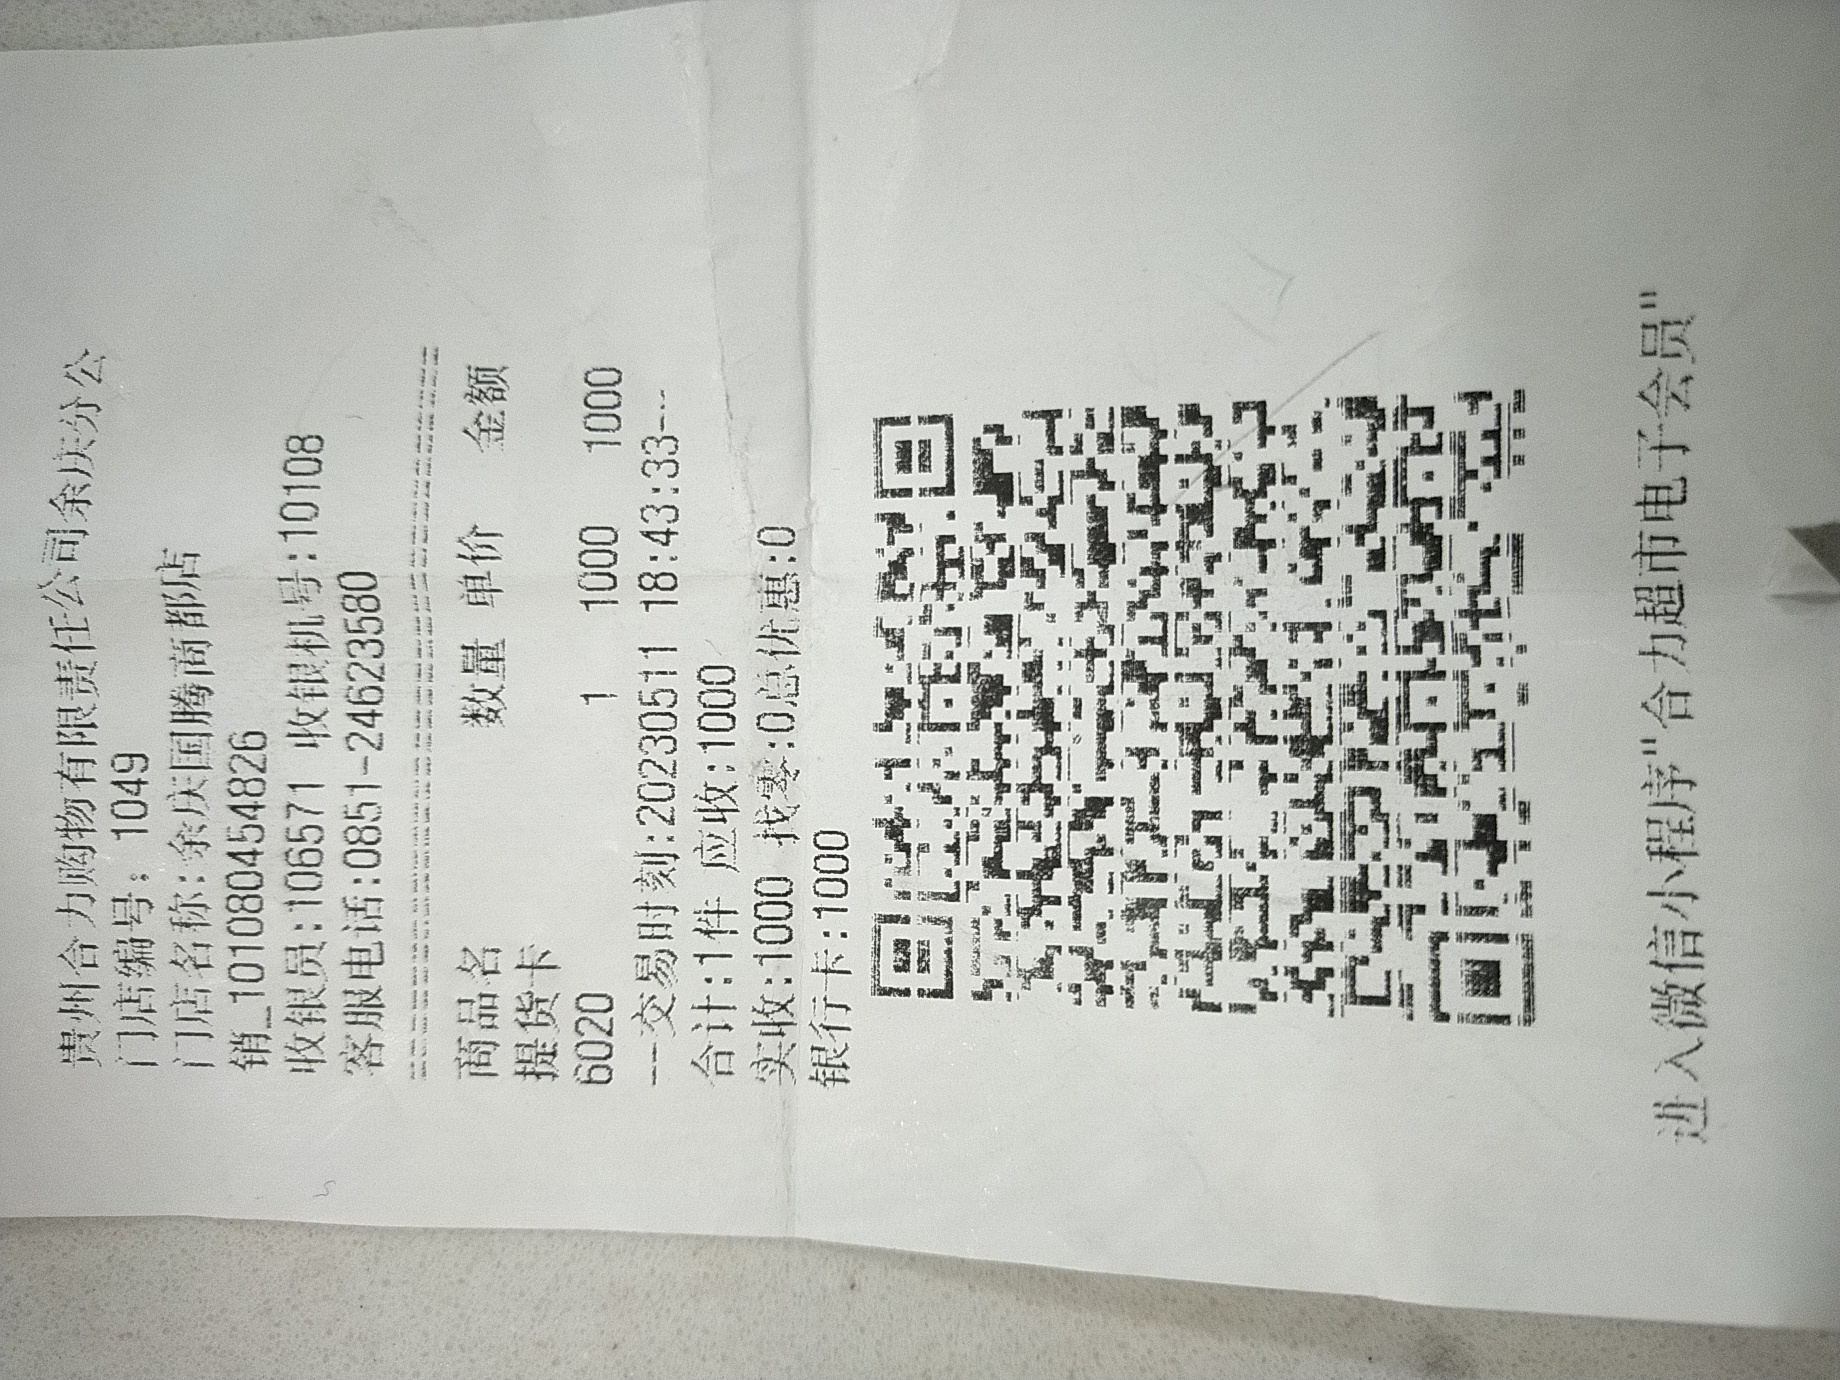 贵州合力购物有限责任公司余庆分公
门店编号: 1049
门店名称:余庆国腾商都店
销_101080454826
收银员:106571 收银机号:10108
客服电话:0851-24623580
商品名 数量 单价 金额
提货卡
6020 1 1000 1000
--交易时刻:20230511 18:43:33--
合计:1件 应收:1000
实收:1000 找零:0总优惠:0
银行卡:1000
进入微信小程序"合力超市电子会员"